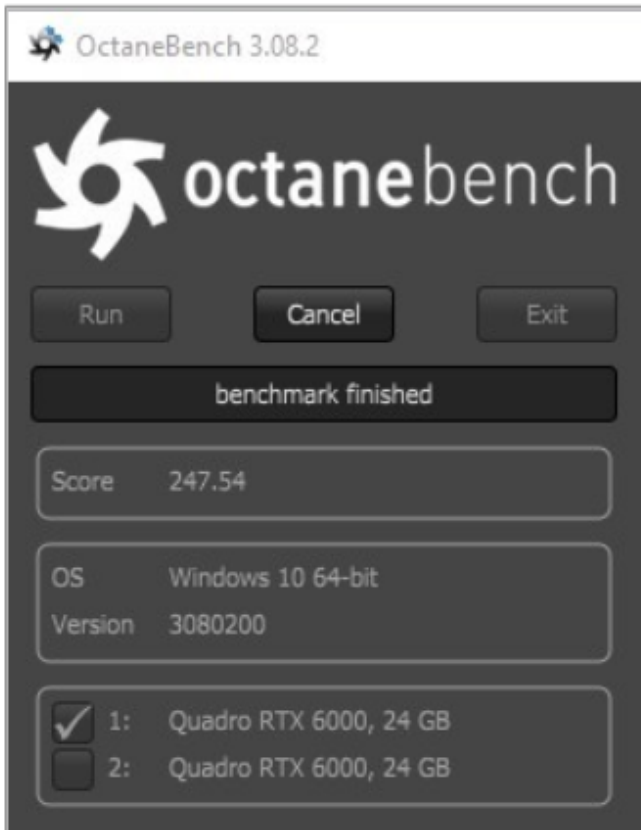 OctaneBench 3.08.2
octanebench
Run Cancel Exit
benchmark finished
Score 247.54
OS Windows 10 64-bit
Version 3080200
1: Quadro RTX 6000, 24 GB
2: Quadro RTX 6000, 24 GB